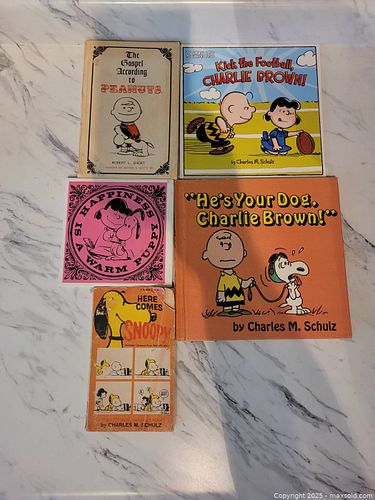 The
Gospel
According
to
PEANUTS
ROBERT L. SHORT
PEANUTS
Kick the Football,
CHARLIE BROWN!
by Charles M. Schulz
HAPPINESS IS
A WARM PUPPY
"He's Your Dog,
Charlie Brown!"
by Charles M. Schulz
HERE
COMES
SNOOPY
by CHARLES M. SCHULZ
Copyright 2025 - maxsold.com